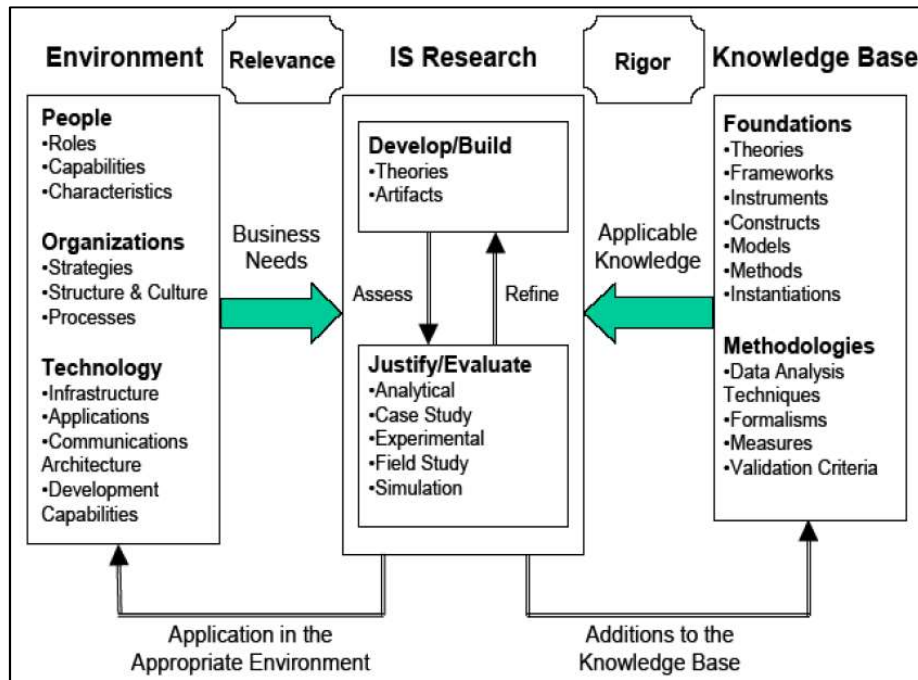 Environment
Relevance
IS Research
Rigor
Knowledge Base
People
•Roles
•Capabilities
•Characteristics
Organizations
•Strategies
•Structure & Culture
•Processes
Technology
•Infrastructure
•Applications
•Communications
Architecture
•Development
Capabilities
Business
Needs
Develop/Build
•Theories
•Artifacts
Assess
Refine
Justify/Evaluate
•Analytical
•Case Study
•Experimental
•Field Study
•Simulation
Applicable
Knowledge
Foundations
•Theories
•Frameworks
•Instruments
•Constructs
•Models
•Methods
•Instantiations
Methodologies
•Data Analysis
Techniques
•Formalisms
•Measures
•Validation Criteria
Application in the
Appropriate Environment
Additions to the
Knowledge Base